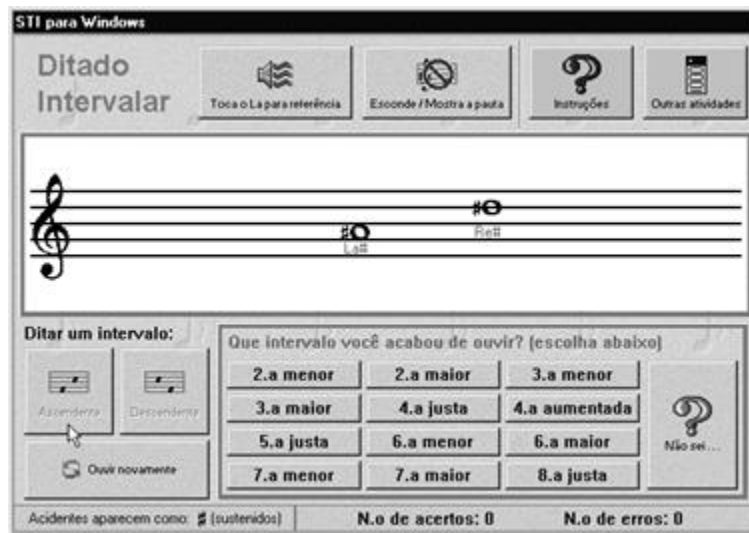 STI para Windows
Ditado
Intervalar
Toca o La para referência
Esconde / Mostra a pauta
Instruções
Outras atividades
La#
Re#
Ditar um intervalo:
Ascendente
Descendente
Ouvir novamente
Que intervalo você acabou de ouvir? (escolha abaixo)
2.a menor
2.a maior
3.a menor
3.a maior
4.a justa
4.a aumentada
5.a justa
6.a menor
6.a maior
7.a menor
7.a maior
8.a justa
Não sei...
Acidentes aparecem como: ♯ (sustenidos)
N.o de acertos: 0
N.o de erros: 0